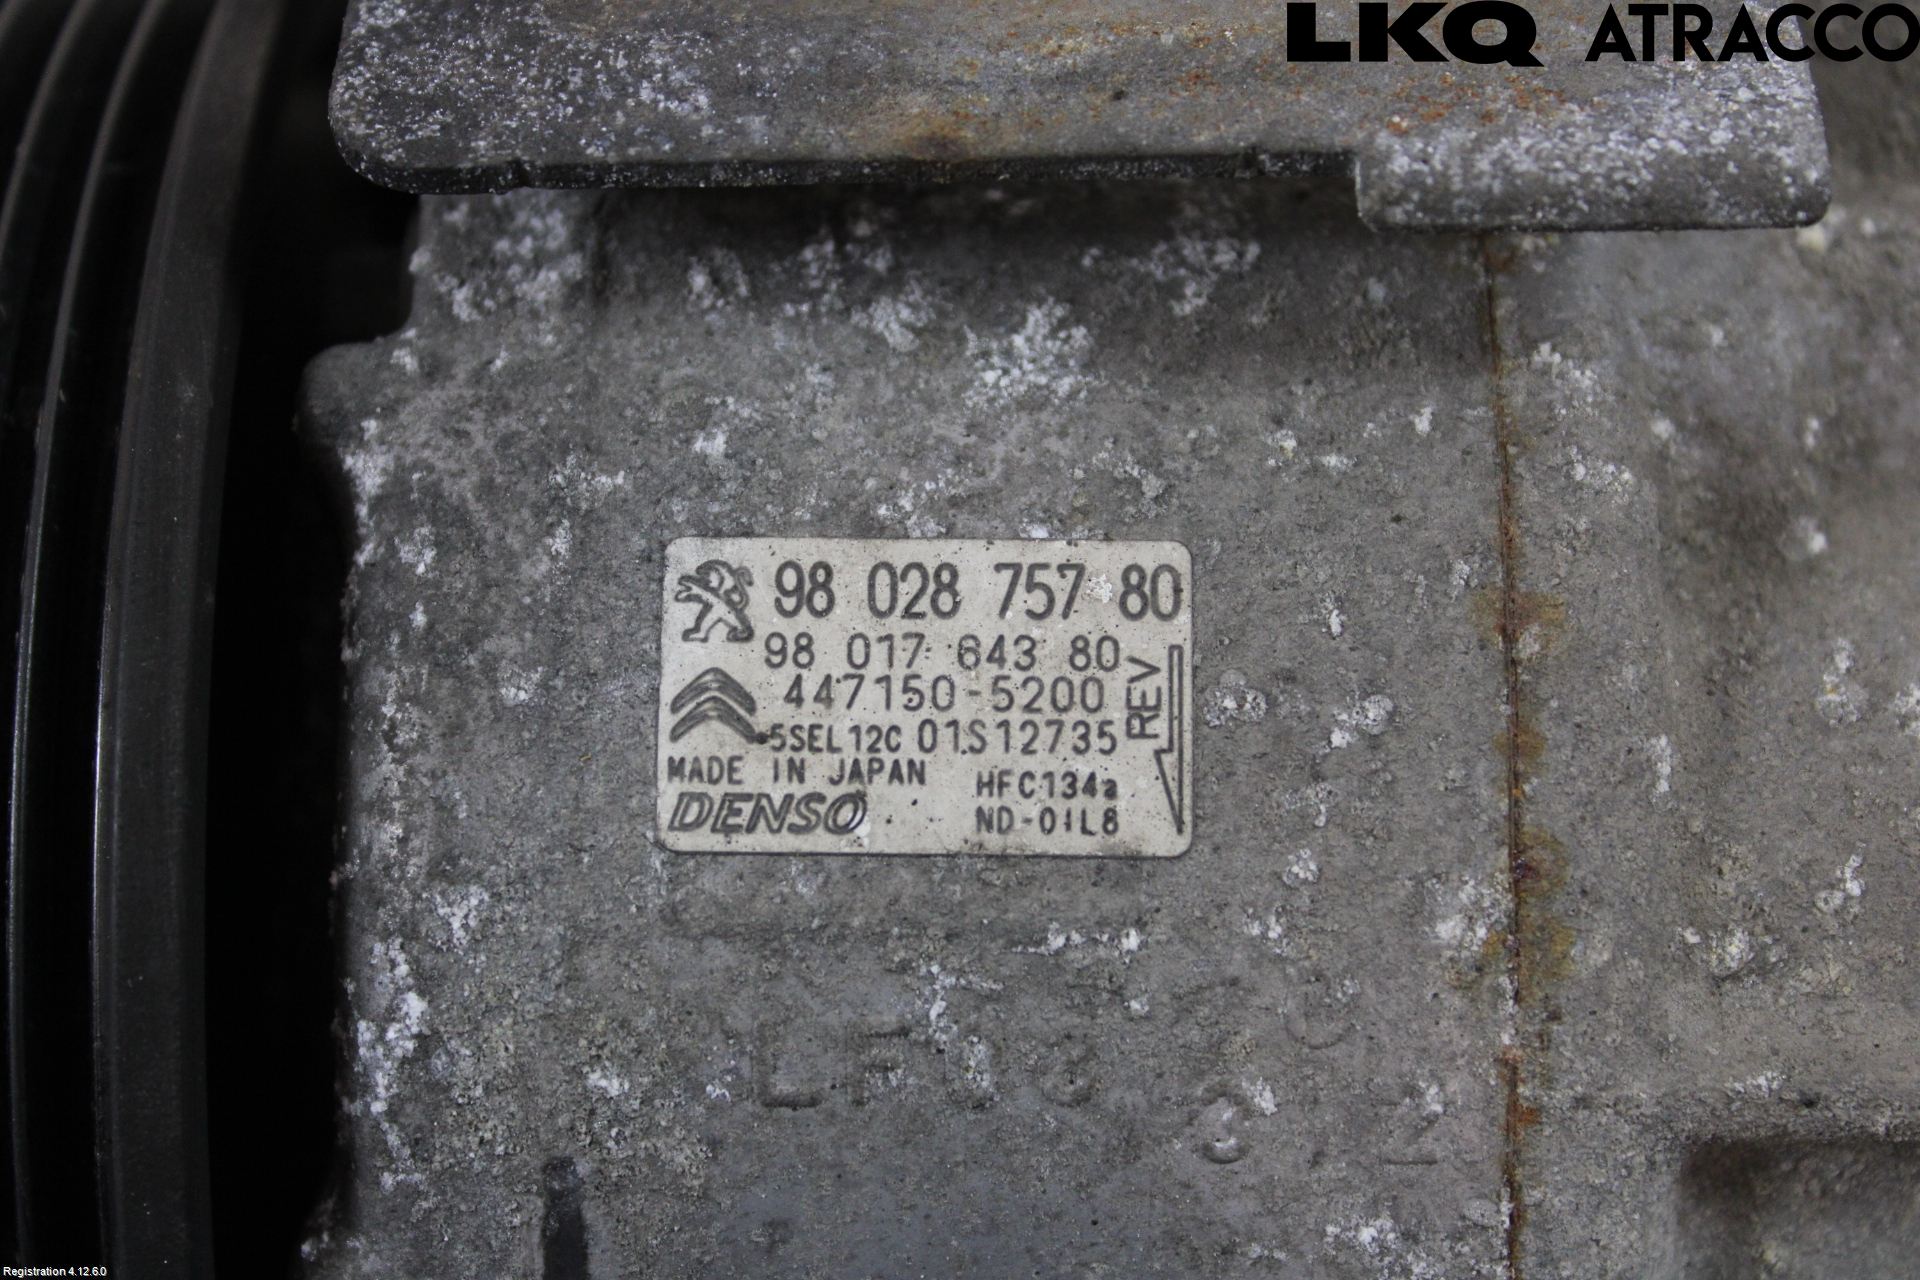 LKQ ATRACCO
98 028 757 80
98 017 643 80
447150-5200
5SEL12C 01S12735
REV
MADE IN JAPAN HFC134a
DENSO ND-OIL8
Registration 4.12.6.0